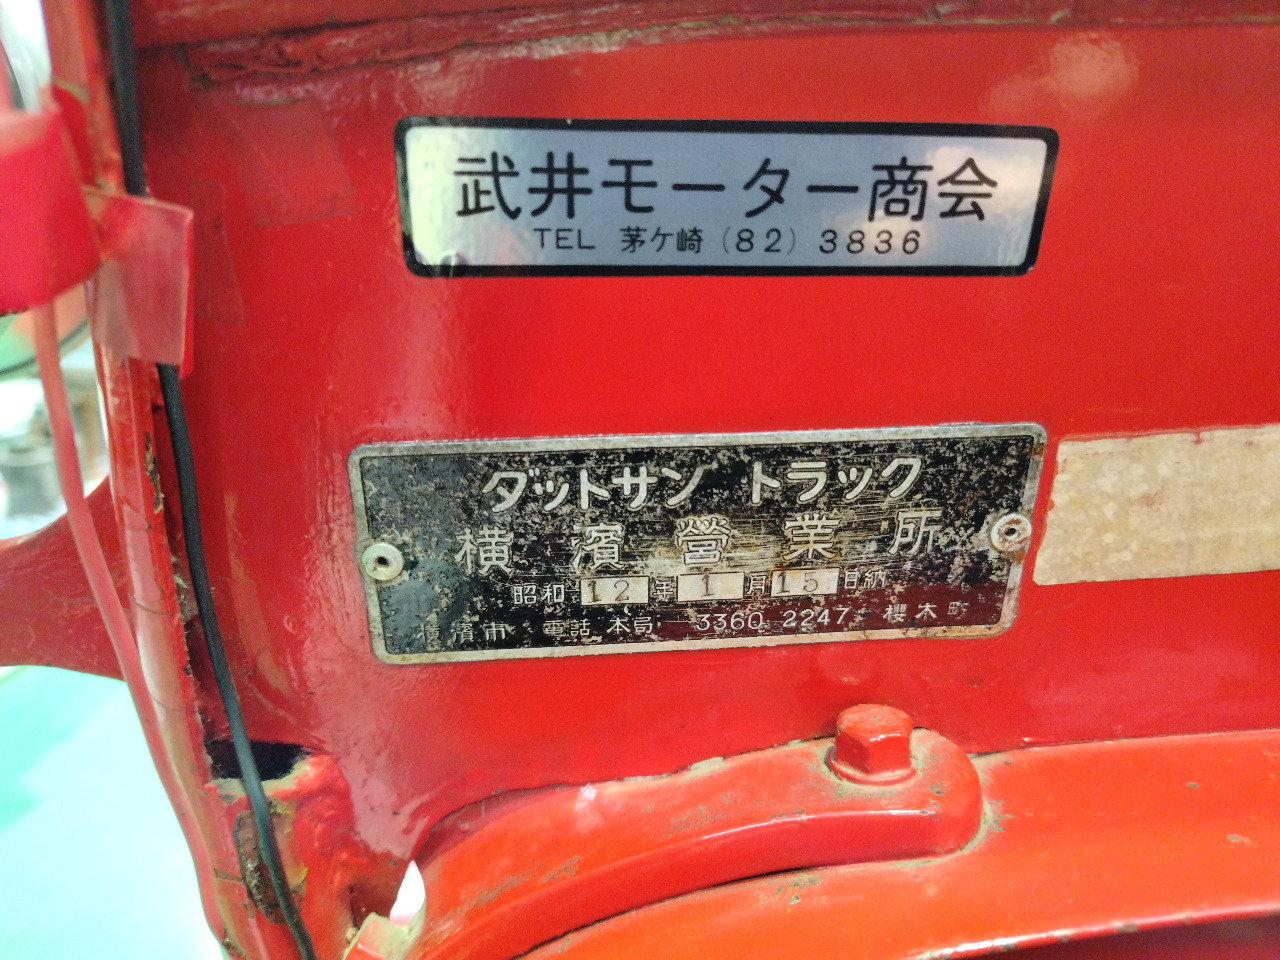 武井モーター商会
TEL 茅ケ崎 (82) 3836
ダットサン トラック
横濱營業所
昭和 12 年 1 月 15 日納
横濱市 電話 本局 3360 2247 櫻木町